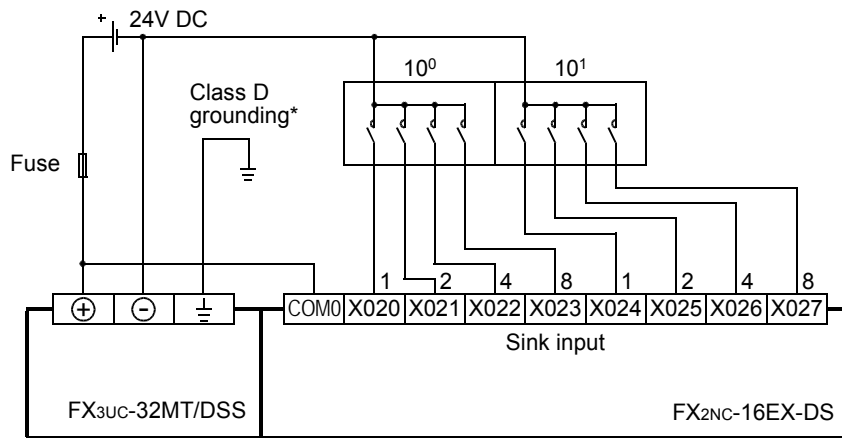 + 24V DC
10⁰ 10¹
Class D
grounding*
Fuse
1 2 4 8 1 2 4 8
+ - COM0 X020 X021 X022 X023 X024 X025 X026 X027
Sink input
FX3UC-32MT/DSS FX2NC-16EX-DS